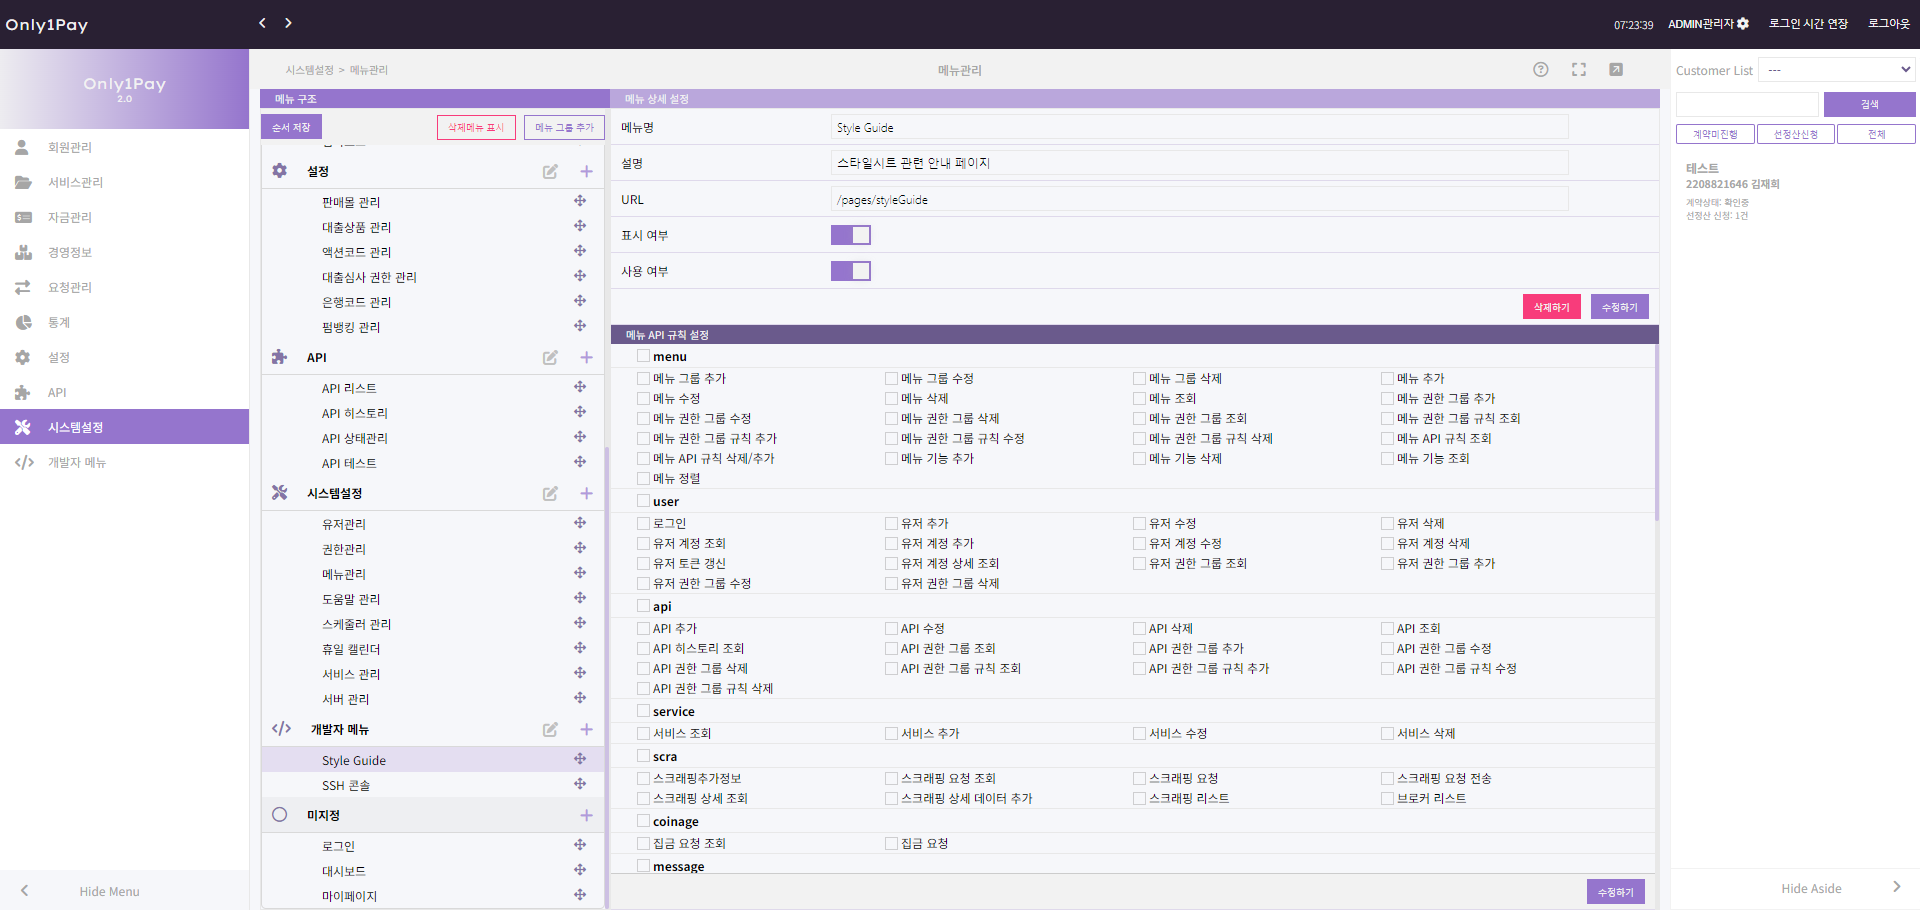 Only1Pay
07:23:39 ADMIN관리자 로그인 시간 연장 로그아웃
Only1Pay
2.0
회원관리
서비스관리
자금관리
경영정보
요청관리
통계
설정
API
시스템설정
개발자 메뉴
Hide Menu
시스템설정 > 메뉴관리
메뉴관리
메뉴 구조
순서 저장 삭제메뉴 표시 메뉴 그룹 추가
설정
판매몰 관리
대출상품 관리
액션코드 관리
대출심사 권한 관리
은행코드 관리
펌뱅킹 관리
API
API 리스트
API 히스토리
API 상태관리
API 테스트
시스템설정
유저관리
권한관리
메뉴관리
도움말 관리
스케줄러 관리
휴일 캘린더
서비스 관리
서버 관리
개발자 메뉴
Style Guide
SSH 콘솔
미지정
로그인
대시보드
마이페이지
메뉴 상세 설정
메뉴명 Style Guide
설명 스타일시트 관련 안내 페이지
URL /pages/styleGuide
표시 여부
사용 여부
삭제하기 수정하기
메뉴 API 규칙 설정
menu
메뉴 그룹 추가 메뉴 그룹 수정 메뉴 그룹 삭제 메뉴 추가
메뉴 수정 메뉴 삭제 메뉴 조회 메뉴 권한 그룹 추가
메뉴 권한 그룹 수정 메뉴 권한 그룹 삭제 메뉴 권한 그룹 조회 메뉴 권한 그룹 규칙 조회
메뉴 권한 그룹 규칙 추가 메뉴 권한 그룹 규칙 수정 메뉴 권한 그룹 규칙 삭제 메뉴 API 규칙 조회
메뉴 API 규칙 삭제/추가 메뉴 기능 추가 메뉴 기능 삭제 메뉴 기능 조회
메뉴 정렬
user
로그인 유저 추가 유저 수정 유저 삭제
유저 계정 조회 유저 계정 추가 유저 계정 수정 유저 계정 삭제
유저 토큰 갱신 유저 계정 상세 조회 유저 권한 그룹 조회 유저 권한 그룹 추가
유저 권한 그룹 수정 유저 권한 그룹 삭제
api
API 추가 API 수정 API 삭제 API 조회
API 히스토리 조회 API 권한 그룹 조회 API 권한 그룹 추가 API 권한 그룹 수정
API 권한 그룹 삭제 API 권한 그룹 규칙 조회 API 권한 그룹 규칙 추가 API 권한 그룹 규칙 수정
API 권한 그룹 규칙 삭제
service
서비스 조회 서비스 추가 서비스 수정 서비스 삭제
scra
스크래핑추가정보 스크래핑 요청 조회 스크래핑 요청 스크래핑 요청 전송
스크래핑 상세 조회 스크래핑 상세 데이터 추가 스크래핑 리스트 브로커 리스트
coinage
집금 요청 조회 집금 요청
message
수정하기
Customer List ---
검색
계약미진행 선정산신청 전체
테스트
2208821646 김재희
계약상태: 확인중
선정산 신청: 1건
Hide Aside